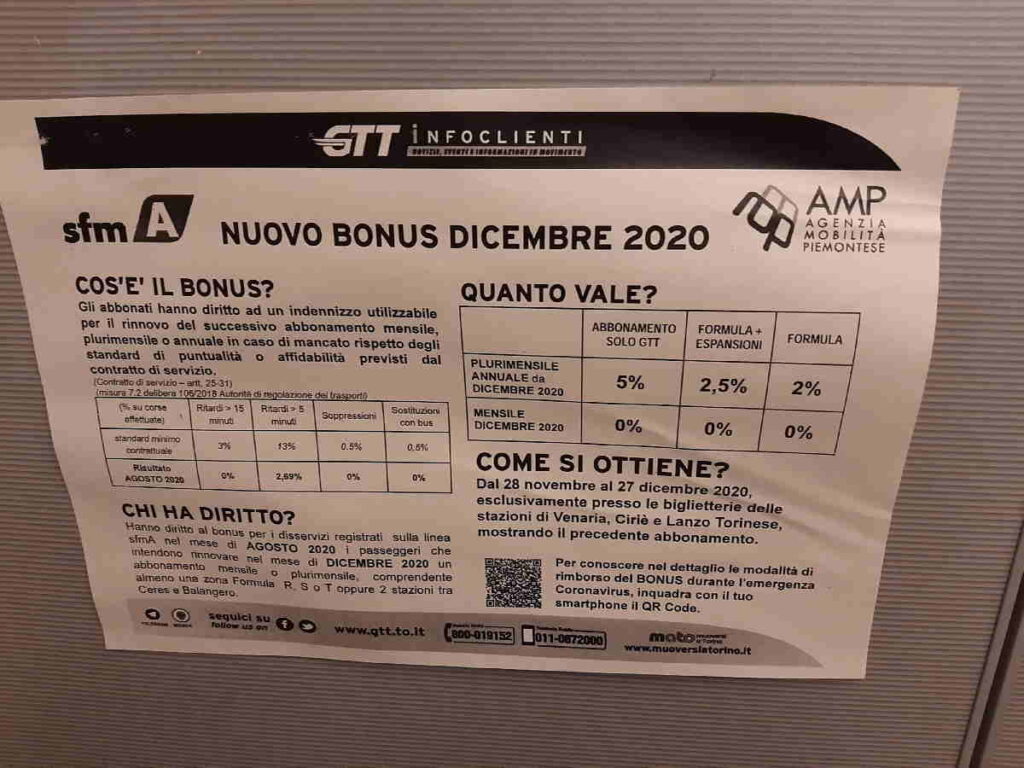 GTT INFOCLIENTI
NOTIZIE, EVENTI E INFORMAZIONI IN MOVIMENTO
sfm A
NUOVO BONUS DICEMBRE 2020
AMP
AGENZIA
MOBILITÀ
PIEMONTESE
COS'E' IL BONUS?
Gli abbonati hanno diritto ad un indennizzo utilizzabile
per il rinnovo del successivo abbonamento mensile,
plurimensile o annuale in caso di mancato rispetto degli
standard di puntualità o affidabilità previsti dal
contratto di servizio.
(Contratto di servizio – artt, 25-31)
(misura 7.2 delibera 106/2018 Autorità di regolazione dei trasporti)
(% su corse effettuate) Ritardi > 15 minuti Ritardi > 5 minuti Soppressioni Sostituzioni con bus
standard minimo contrattuale 3% 13% 0.5% 0,5%
Risultato AGOSTO 2020 0% 2,69% 0% 0%
CHI HA DIRITTO?
Hanno diritto al bonus per i disservizi registrati sulla linea
sfmA nel mese di AGOSTO 2020 i passeggeri che
intendono rinnovare nel mese di DICEMBRE 2020 un
abbonamento mensile o plurimensile, comprendente
almeno una zona Formula R, S o T oppure 2 stazioni tra
Ceres e Balangero.
QUANTO VALE?
ABBONAMENTO SOLO GTT FORMULA + ESPANSIONI FORMULA
PLURIMENSILE ANNUALE da DICEMBRE 2020 5% 2,5% 2%
MENSILE DICEMBRE 2020 0% 0% 0%
COME SI OTTIENE?
Dal 28 novembre al 27 dicembre 2020,
esclusivamente presso le biglietterie delle
stazioni di Venaria, Ciriè e Lanzo Torinese,
mostrando il precedente abbonamento.
Per conoscere nel dettaglio le modalità di
rimborso del BONUS durante l'emergenza
Coronavirus, inquadra con il tuo
smartphone il QR Code.
seguici su
follow us on
www.gtt.to.it
800-019152
011-0672000
mato muoversi a Torino
www.muoversiatorino.it